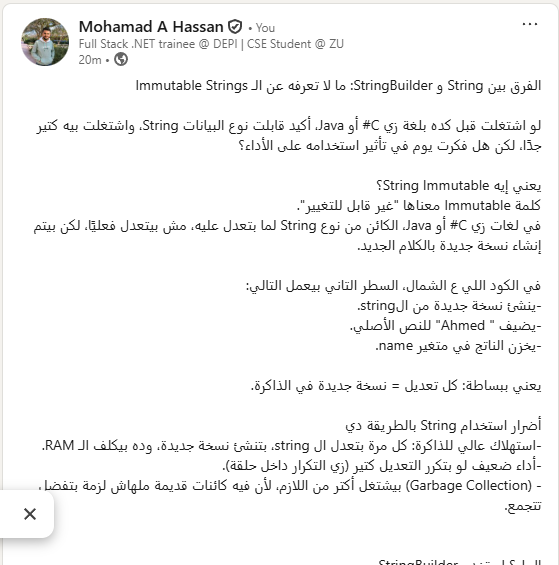 Mohamad A Hassan • You
Full Stack .NET trainee @ DEPI | CSE Student @ ZU
20m •
الفرق بين String و StringBuilder: ما لا تعرفه عن الـ Immutable Strings
لو اشتغلت قبل كده بلغة زي C# أو Java، أكيد قابلت نوع البيانات String، واشتغلت بيه كتير
جدًا، لكن هل فكرت يوم في تأثير استخدامه على الأداء؟
يعني إيه String Immutable؟
كلمة Immutable معناها "غير قابل للتغيير".
في لغات زي C# أو Java، الكائن من نوع String لما بتعدل عليه، مش بيتعدل فعليًا، لكن بيتم
إنشاء نسخة جديدة بالكلام الجديد.
في الكود اللي ع الشمال، السطر التاني بيعمل التالي:
-ينشئ نسخة جديدة من الstring.
-يضيف " Ahmed" للنص الأصلي.
-يخزن الناتج في متغير name.
يعني ببساطة: كل تعديل = نسخة جديدة في الذاكرة.
أضرار استخدام String بالطريقة دي
-استهلاك عالي للذاكرة: كل مرة بتعدل ال string، بتنشئ نسخة جديدة، وده بيكلف الـ RAM.
-أداء ضعيف لو بتكرر التعديل كتير (زي التكرار داخل حلقة).
- (Garbage Collection) بيشتغل أكتر من اللازم، لأن فيه كائنات قديمة ملهاش لزمة بتفضل
تتجمع.